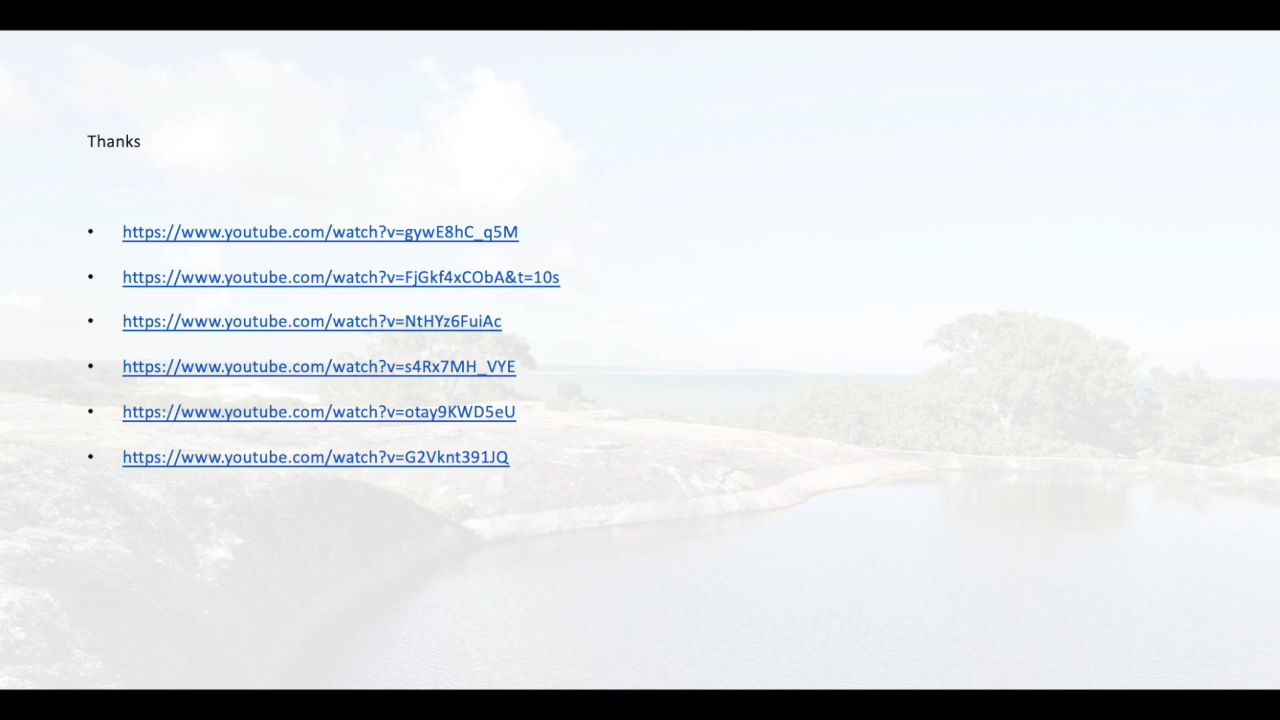 Thanks
• https://www.youtube.com/watch?v=gywE8hC_q5M
• https://www.youtube.com/watch?v=FjGkf4xCObA&t=10s
• https://www.youtube.com/watch?v=NtHYz6FuiAc
• https://www.youtube.com/watch?v=s4Rx7MH_VYE
• https://www.youtube.com/watch?v=otay9KWD5eU
• https://www.youtube.com/watch?v=G2Vknt391JQ